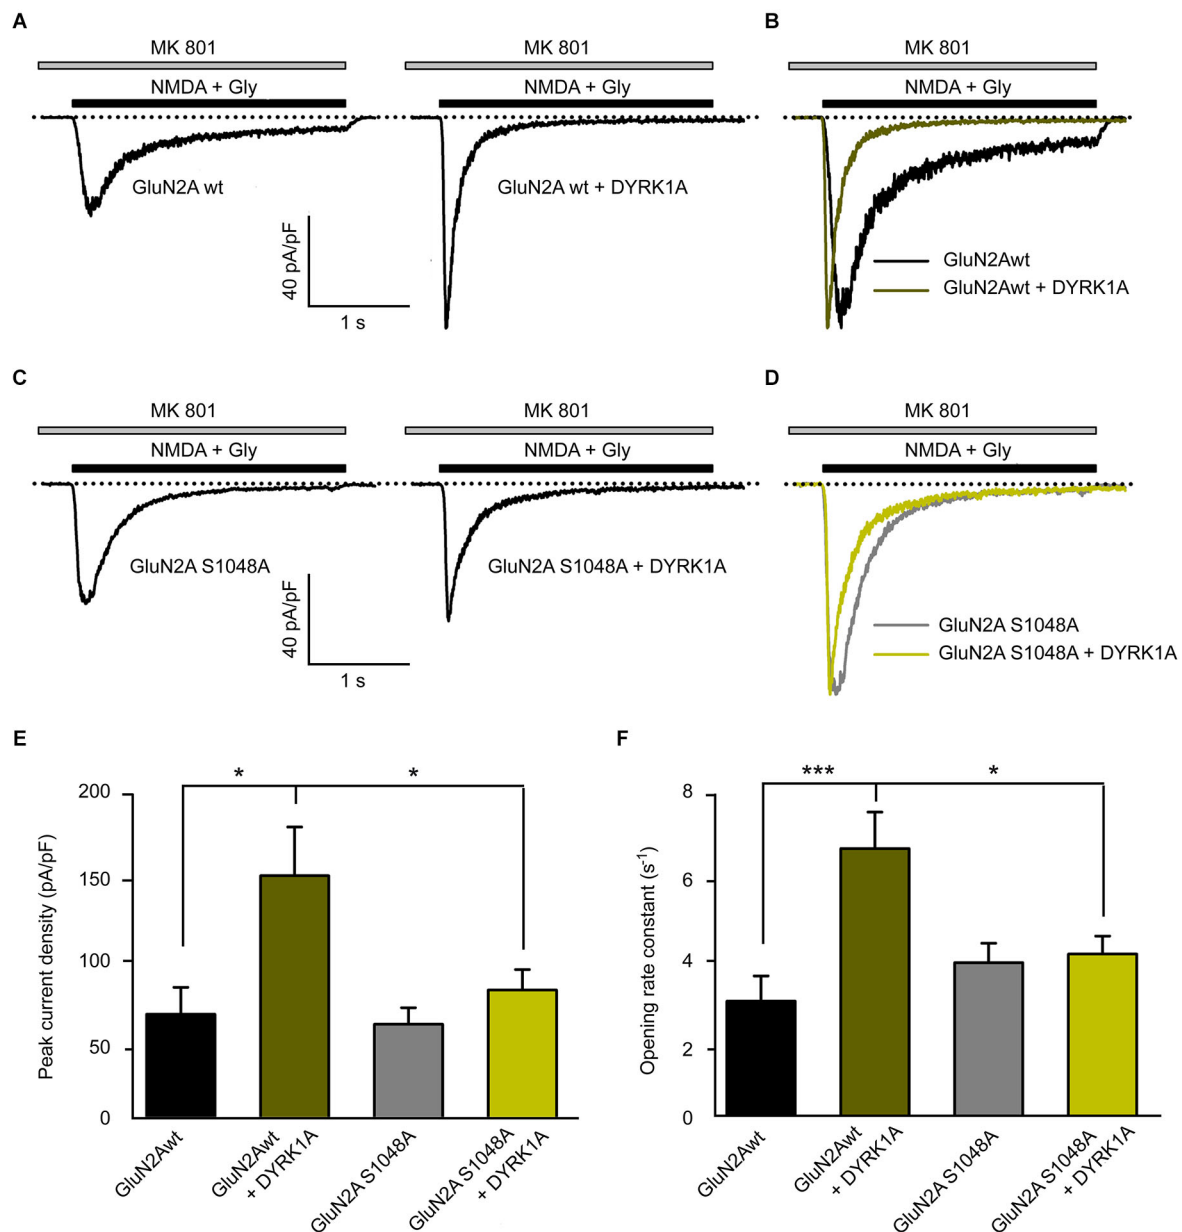 A
B
MK 801
MK 801
MK 801
NMDA + Gly
NMDA + Gly
NMDA + Gly
GluN2A wt
GluN2A wt + DYRK1A
40 pA/pF
1 s
GluN2Awt
GluN2Awt + DYRK1A
C
D
MK 801
MK 801
MK 801
NMDA + Gly
NMDA + Gly
NMDA + Gly
GluN2A S1048A
GluN2A S1048A + DYRK1A
40 pA/pF
1 s
GluN2A S1048A
GluN2A S1048A + DYRK1A
E
Peak current density (pA/pF)
200
150
100
50
0
*
*
GluN2Awt
GluN2Awt
+ DYRK1A
GluN2A S1048A
GluN2A S1048A
+ DYRK1A
F
Opening rate constant (s⁻¹)
8
6
4
2
0
***
*
GluN2Awt
GluN2Awt
+ DYRK1A
GluN2A S1048A
GluN2A S1048A
+ DYRK1A